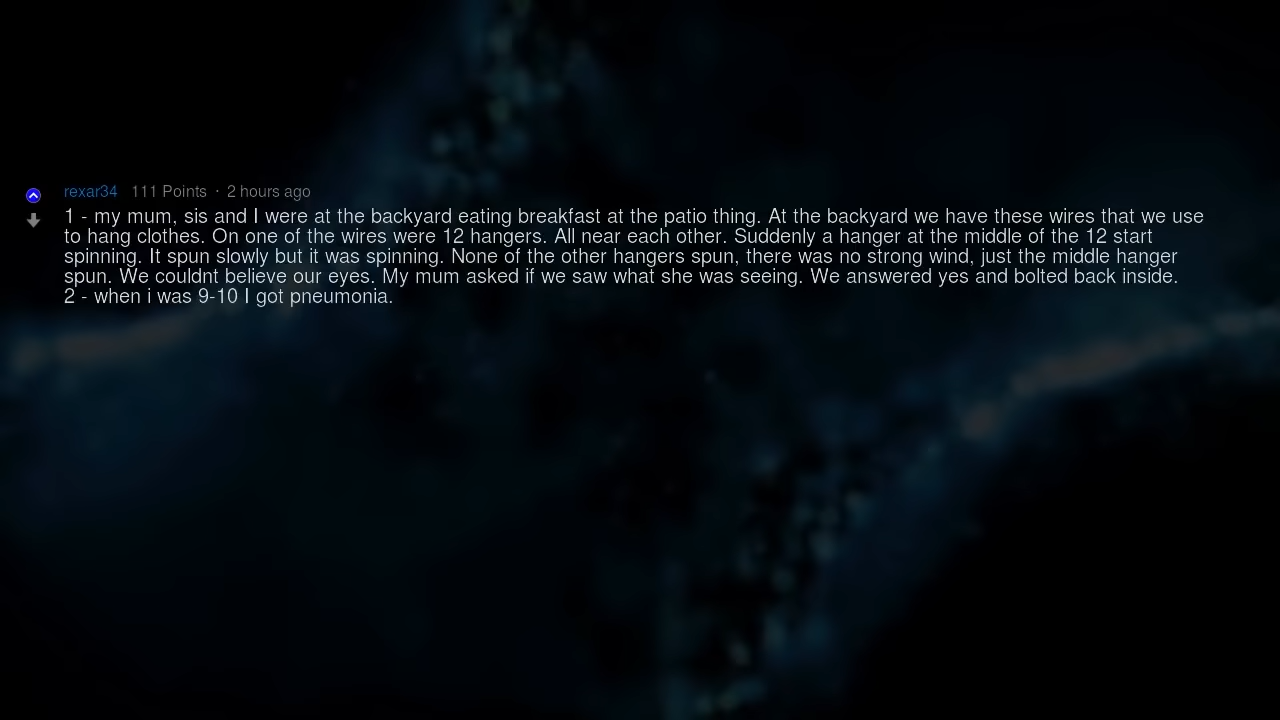 rexar34 111 Points · 2 hours ago
1 - my mum, sis and I were at the backyard eating breakfast at the patio thing. At the backyard we have these wires that we use
to hang clothes. On one of the wires were 12 hangers. All near each other. Suddenly a hanger at the middle of the 12 start
spinning. It spun slowly but it was spinning. None of the other hangers spun, there was no strong wind, just the middle hanger
spun. We couldnt believe our eyes. My mum asked if we saw what she was seeing. We answered yes and bolted back inside.
2 - when i was 9-10 I got pneumonia.